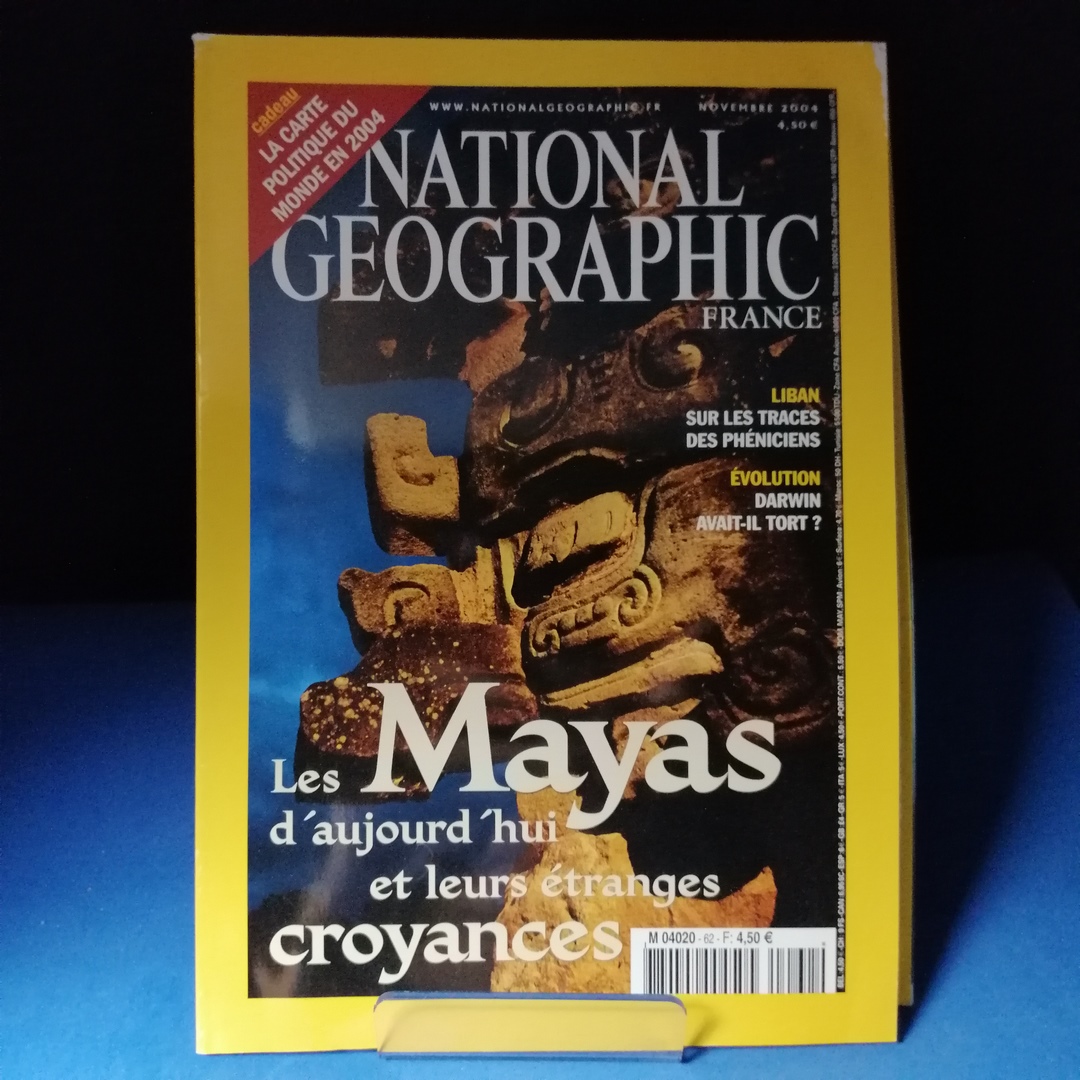 cadeau
LA CARTE
POLITIQUE DU
MONDE EN 2004
WWW.NATIONALGEOGRAPHIC.FR NOVEMBRE 2004
4,50 €
NATIONAL
GEOGRAPHIC
FRANCE
LIBAN
SUR LES TRACES
DES PHÉNICIENS
ÉVOLUTION
DARWIN
AVAIT-IL TORT ?
Les Mayas
d´aujourd´hui
et leurs étranges
croyances
M 04020 - 62 - F: 4,50 €